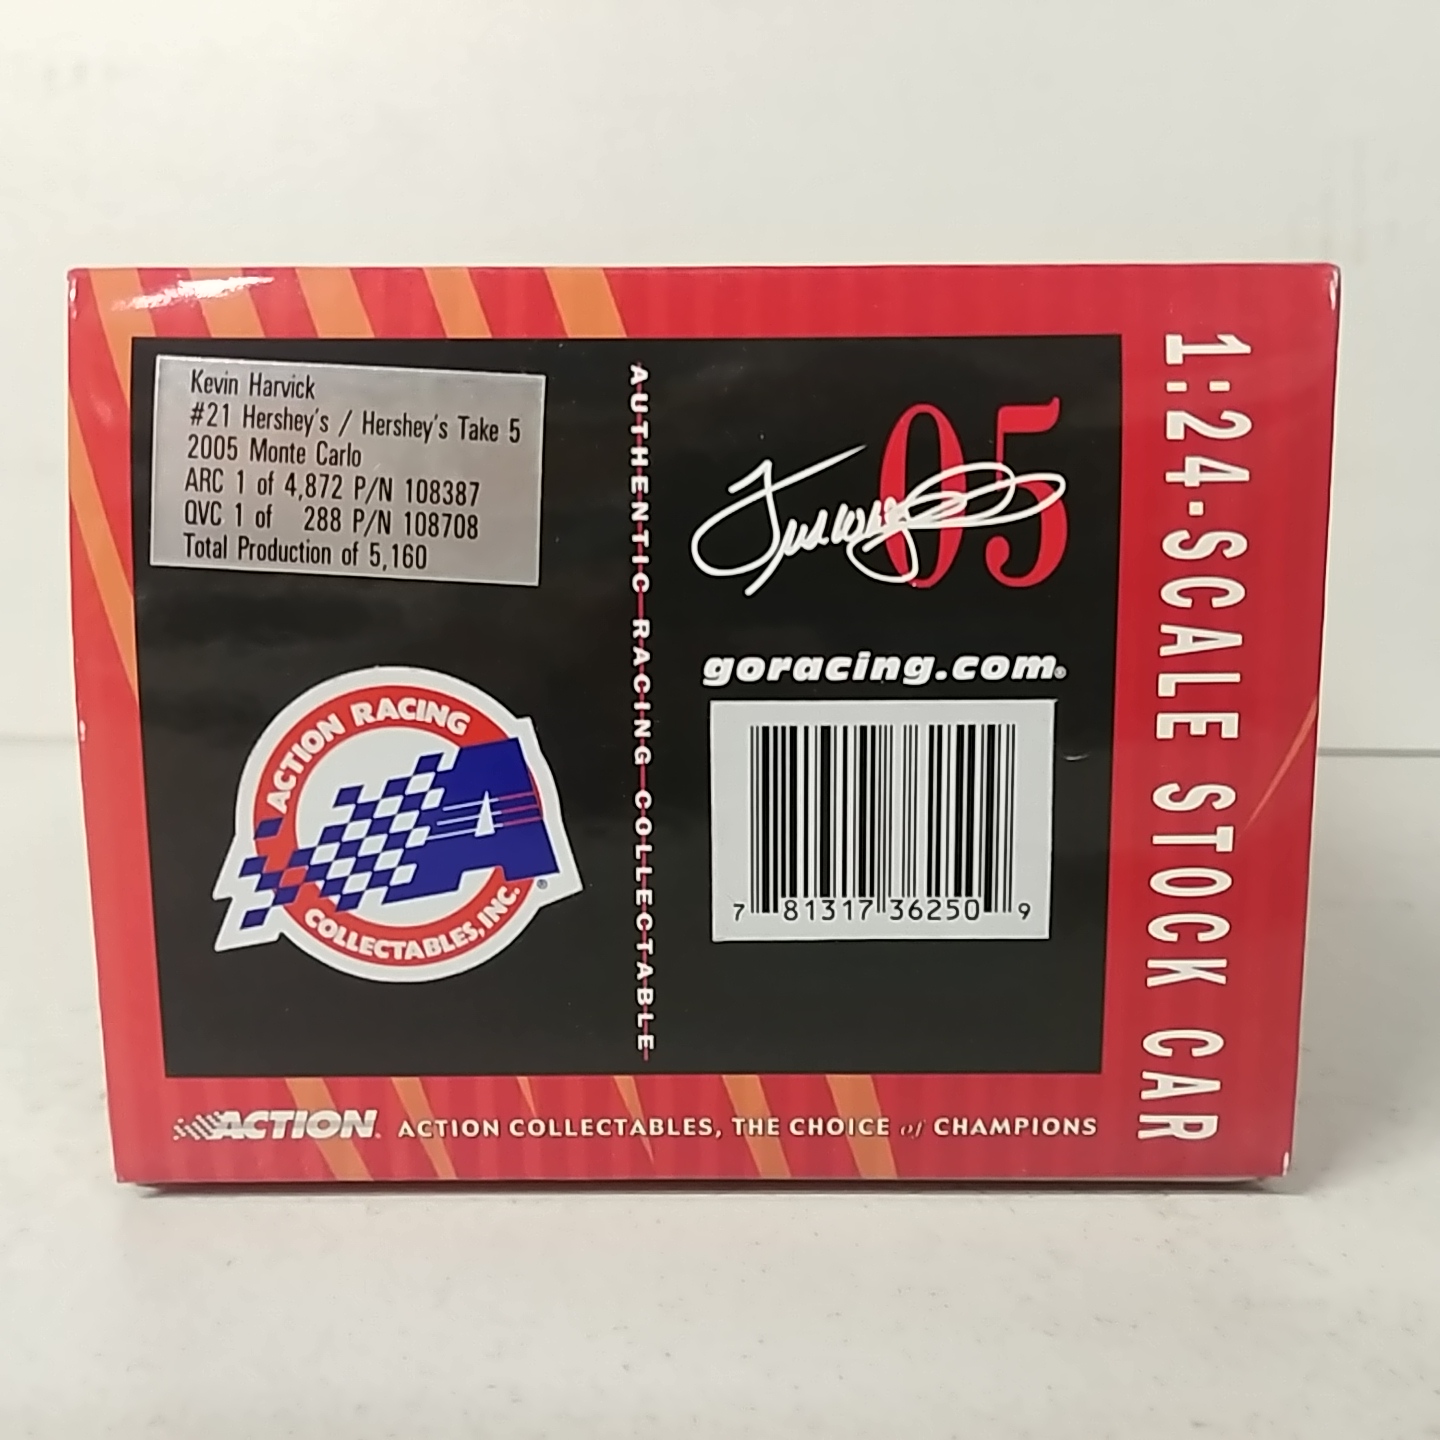 Kevin Harvick
#21 Hershey's / Hershey's Take 5
2005 Monte Carlo
ARC 1 of 4,872 P/N 108387
QVC 1 of 288 P/N 108708
Total Production of 5,160
ACTION RACING
COLLECTABLES, INC.
®
AUTHENTIC RACING COLLECTABLE
05
goracing.com®
7 81317 36250 9
1:24-SCALE STOCK CAR
ACTION
ACTION COLLECTABLES, THE CHOICE of CHAMPIONS